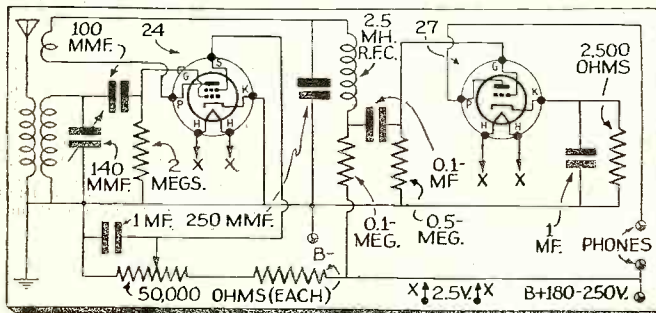 100
MMF.
24
S
G
P
K
H
H
X
X
2.5
MH.
R.F.C.
27
G
P
K
H
H
X
X
2,500
OHMS
140
MMF.
2
MEGS.
0.1-
MF.
1 MF.
250 MMF.
B-
0.1-
MEG.
0.5-
MEG.
1
MF.
PHONES
50,000 OHMS (EACH)
X 2.5V. X
B+180-250V.